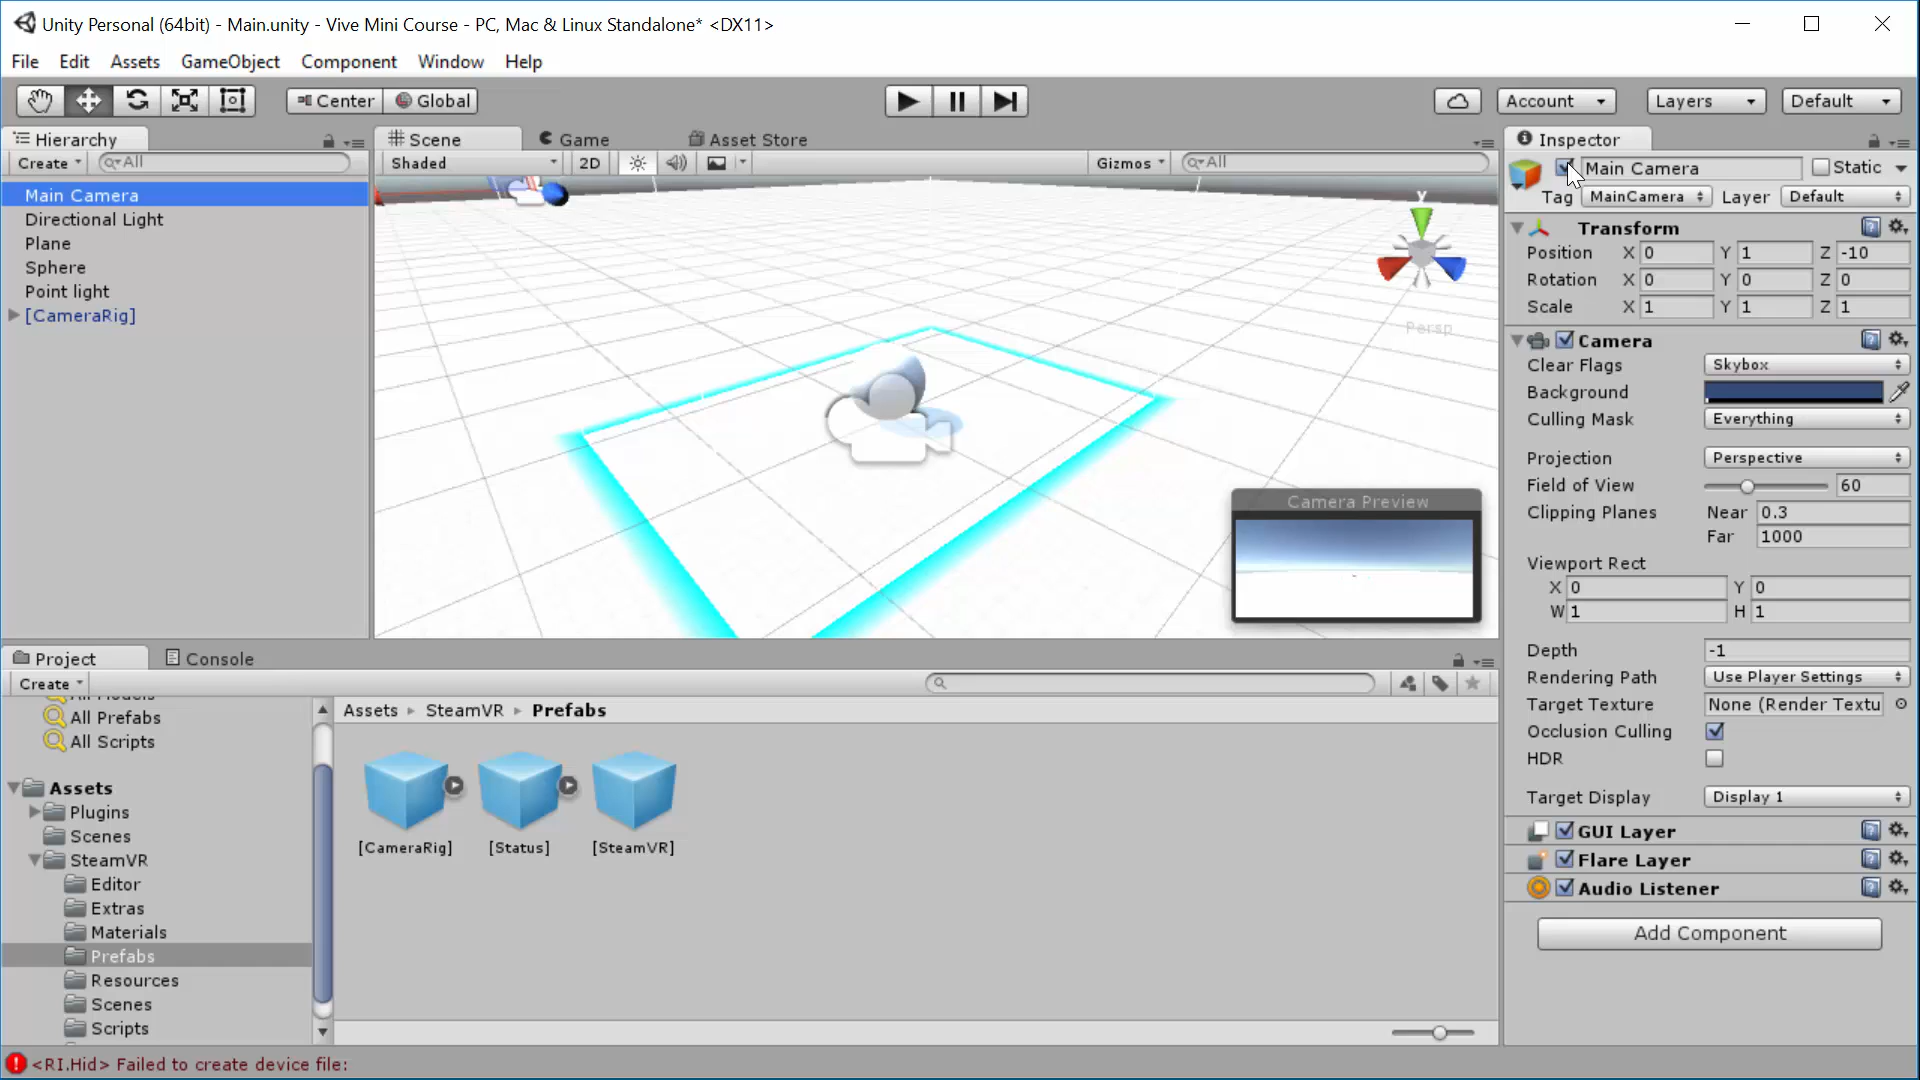 Unity Personal (64bit) - Main.unity - Vive Mini Course - PC, Mac & Linux Standalone* <DX11>
File Edit Assets GameObject Component Window Help
Center Global Account Layers Default
Hierarchy
Create All
Main Camera
Directional Light
Plane
Sphere
Point light
[CameraRig]
Scene Game Asset Store
Shaded 2D Gizmos All
y
Persp
Camera Preview
Inspector
Main Camera Static
Tag MainCamera Layer Default
Transform
Position X 0 Y 1 Z -10
Rotation X 0 Y 0 Z 0
Scale X 1 Y 1 Z 1
Camera
Clear Flags Skybox
Background
Culling Mask Everything
Projection Perspective
Field of View 60
Clipping Planes Near 0.3
Far 1000
Viewport Rect
X 0 Y 0
W 1 H 1
Depth -1
Rendering Path Use Player Settings
Target Texture None (Render Textu
Occlusion Culling
HDR
Target Display Display 1
GUI Layer
Flare Layer
Audio Listener
Add Component
Project Console
Create
All Models
All Prefabs
All Scripts
Assets
Plugins
Scenes
SteamVR
Editor
Extras
Materials
Prefabs
Resources
Scenes
Scripts
Assets SteamVR Prefabs
[CameraRig] [Status] [SteamVR]
<RI.Hid> Failed to create device file: